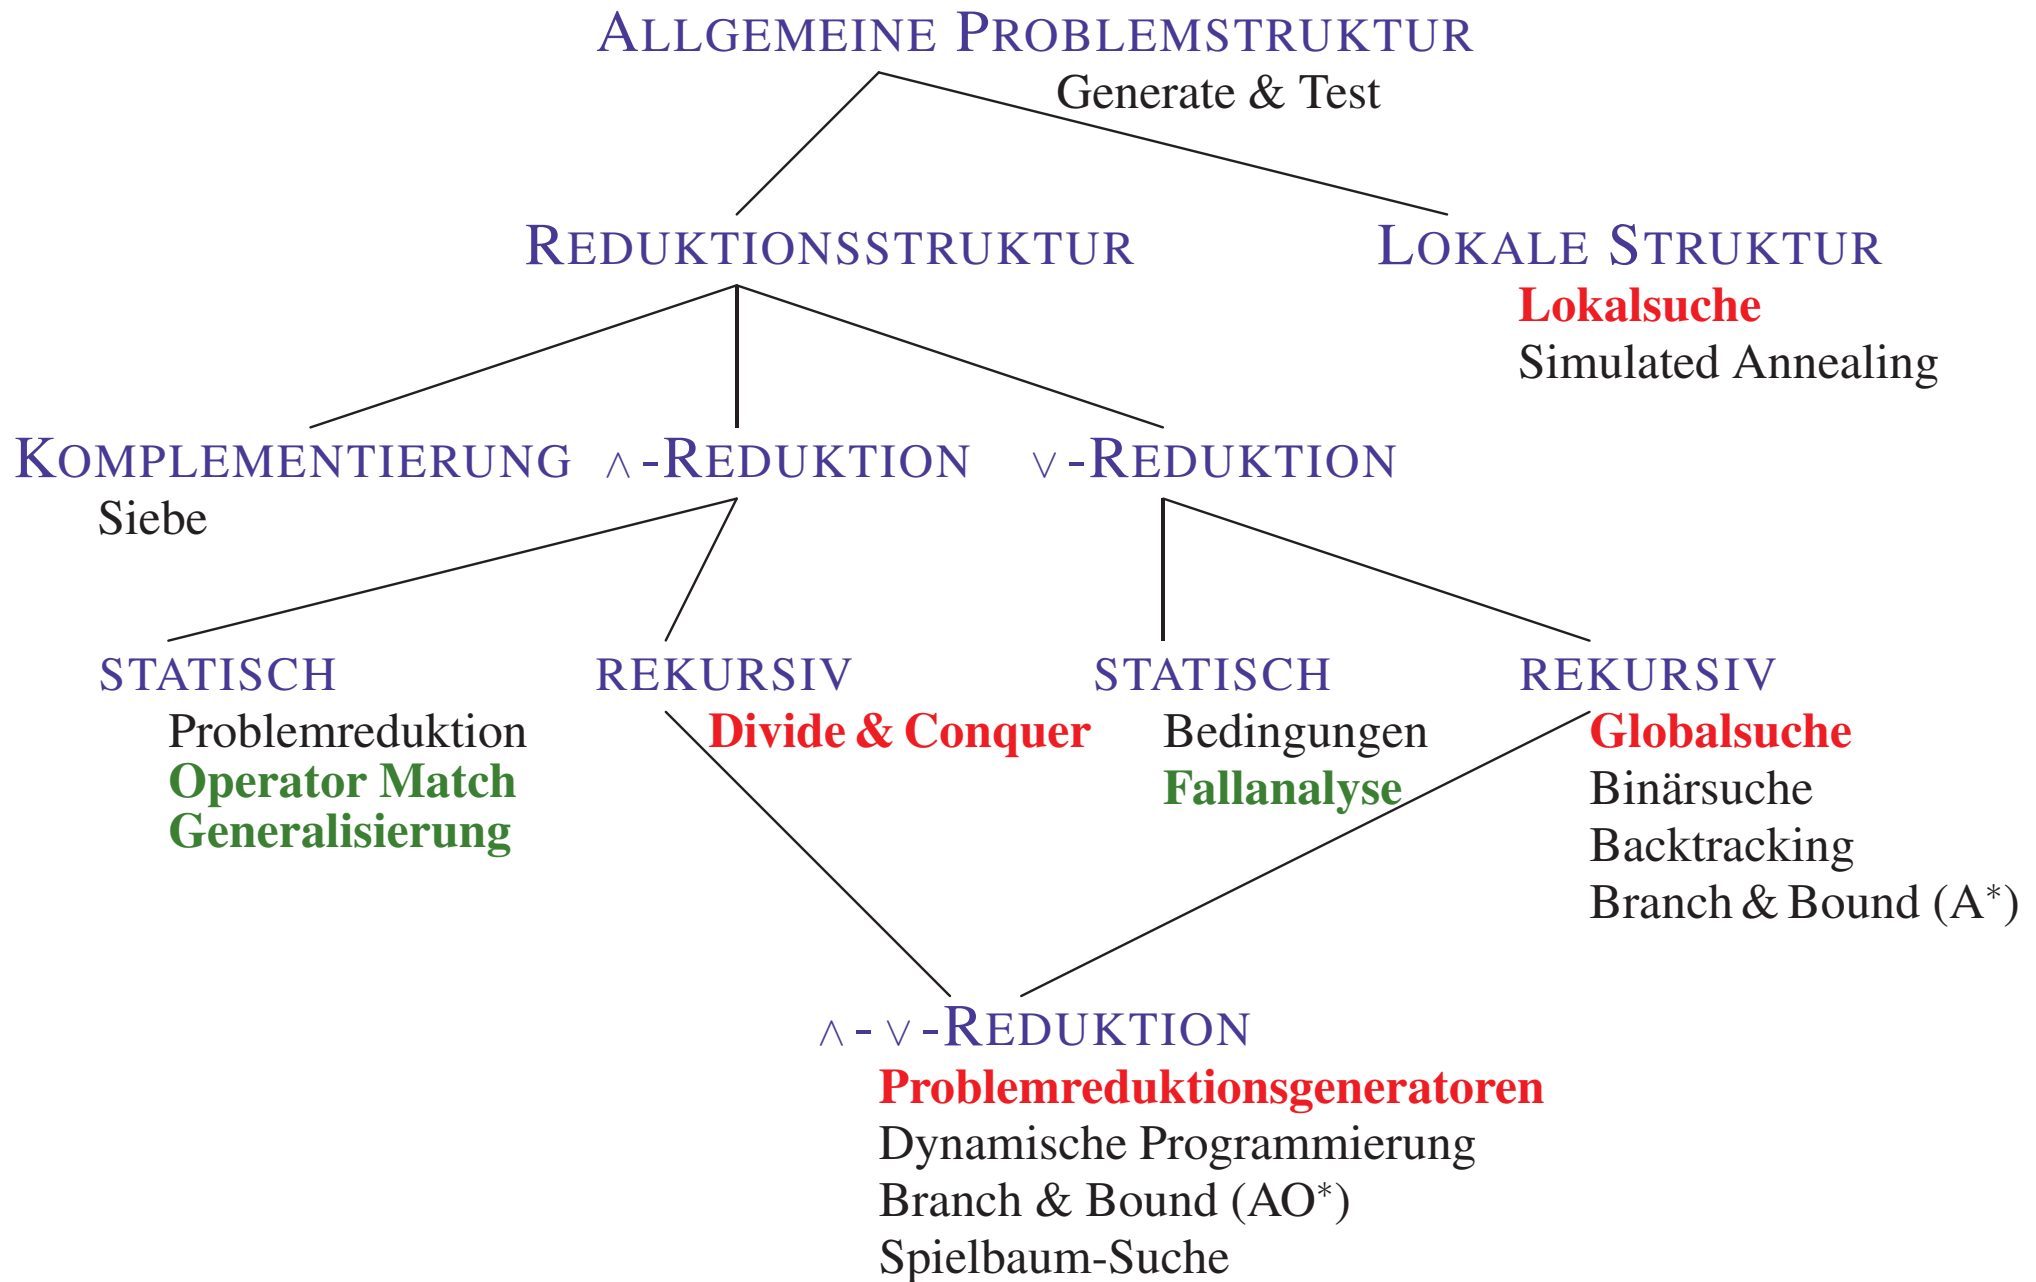 ALLGEMEINE PROBLEMSTRUKTUR
Generate & Test
REDUKTIONSSTRUKTUR
LOKALE STRUKTUR
Lokalsuche
Simulated Annealing
KOMPLEMENTIERUNG
Siebe
∧-REDUKTION
∨-REDUKTION
STATISCH
Problemreduktion
Operator Match
Generalisierung
REKURSIV
Divide & Conquer
STATISCH
Bedingungen
Fallanalyse
REKURSIV
Globalsuche
Binärsuche
Backtracking
Branch & Bound (A*)
∧-∨-REDUKTION
Problemreduktionsgeneratoren
Dynamische Programmierung
Branch & Bound (AO*)
Spielbaum-Suche